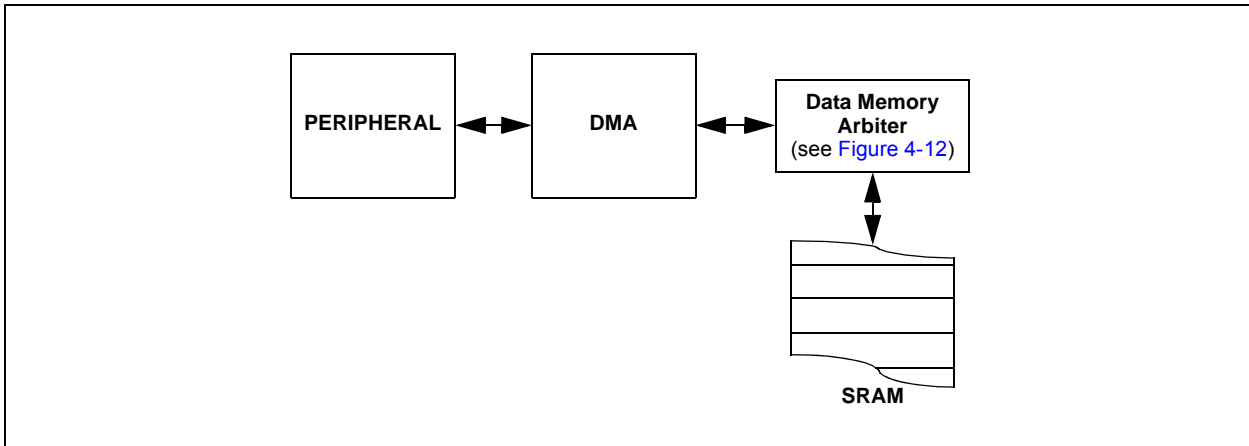 PERIPHERAL
DMA
Data Memory
Arbiter
(see Figure 4-12)
SRAM